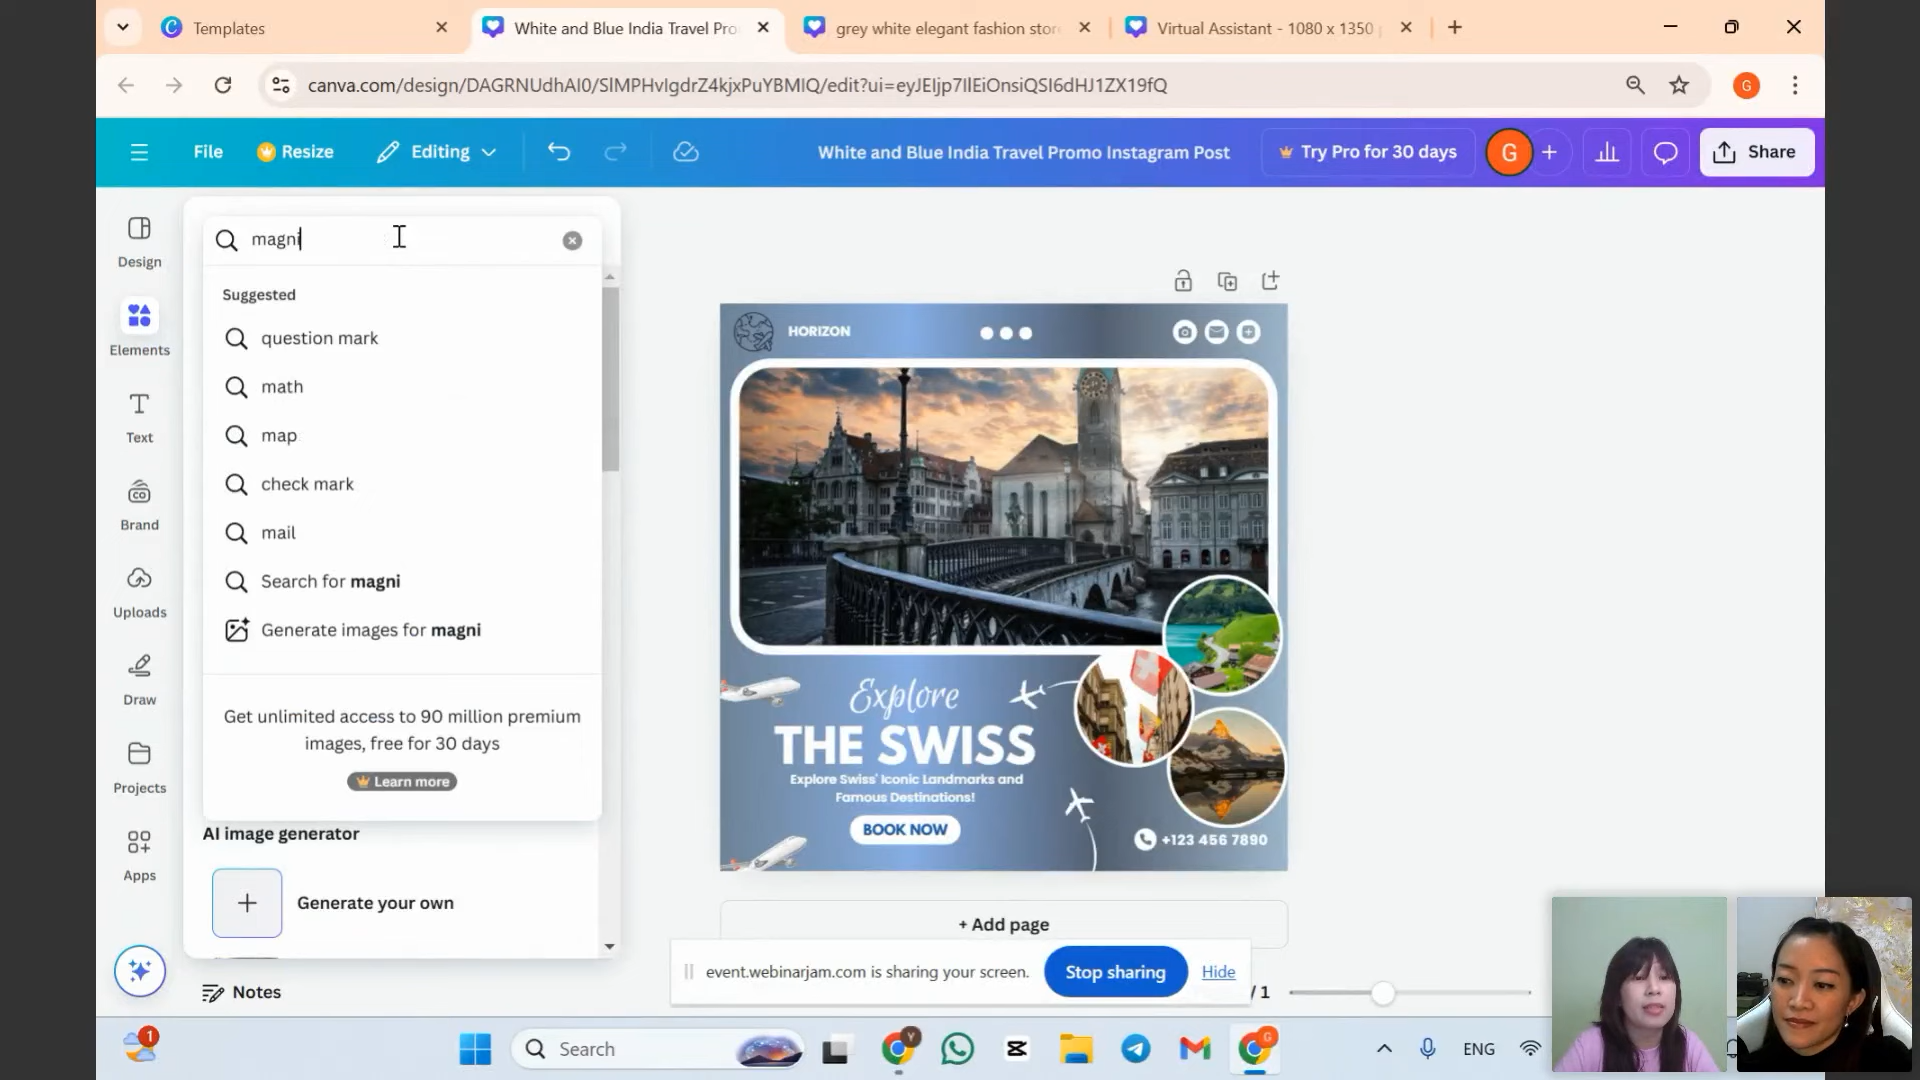 Templates
White and Blue India Travel Pro
grey white elegant fashion stor
Virtual Assistant - 1080 x 1350
canva.com/design/DAGRNUdhAI0/SlMPHvIgdrZ4kjxPuYBMIQ/edit?ui=eyJEIjp7IlEiOnsiQSI6dHJ1ZX19fQ
G
File
Resize
Editing
White and Blue India Travel Promo Instagram Post
Try Pro for 30 days
G
Share
Design
Elements
Text
Brand
Uploads
Draw
Projects
Apps
magni
Suggested
question mark
math
map
check mark
mail
Search for magni
Generate images for magni
Get unlimited access to 90 million premium
images, free for 30 days
Learn more
AI image generator
Generate your own
Notes
HORIZON
Explore
THE SWISS
Explore Swiss' Iconic Landmarks and
Famous Destinations!
BOOK NOW
+123 456 7890
+ Add page
event.webinarjam.com is sharing your screen.
Stop sharing
Hide
/ 1
1
Search
Y
G
ENG